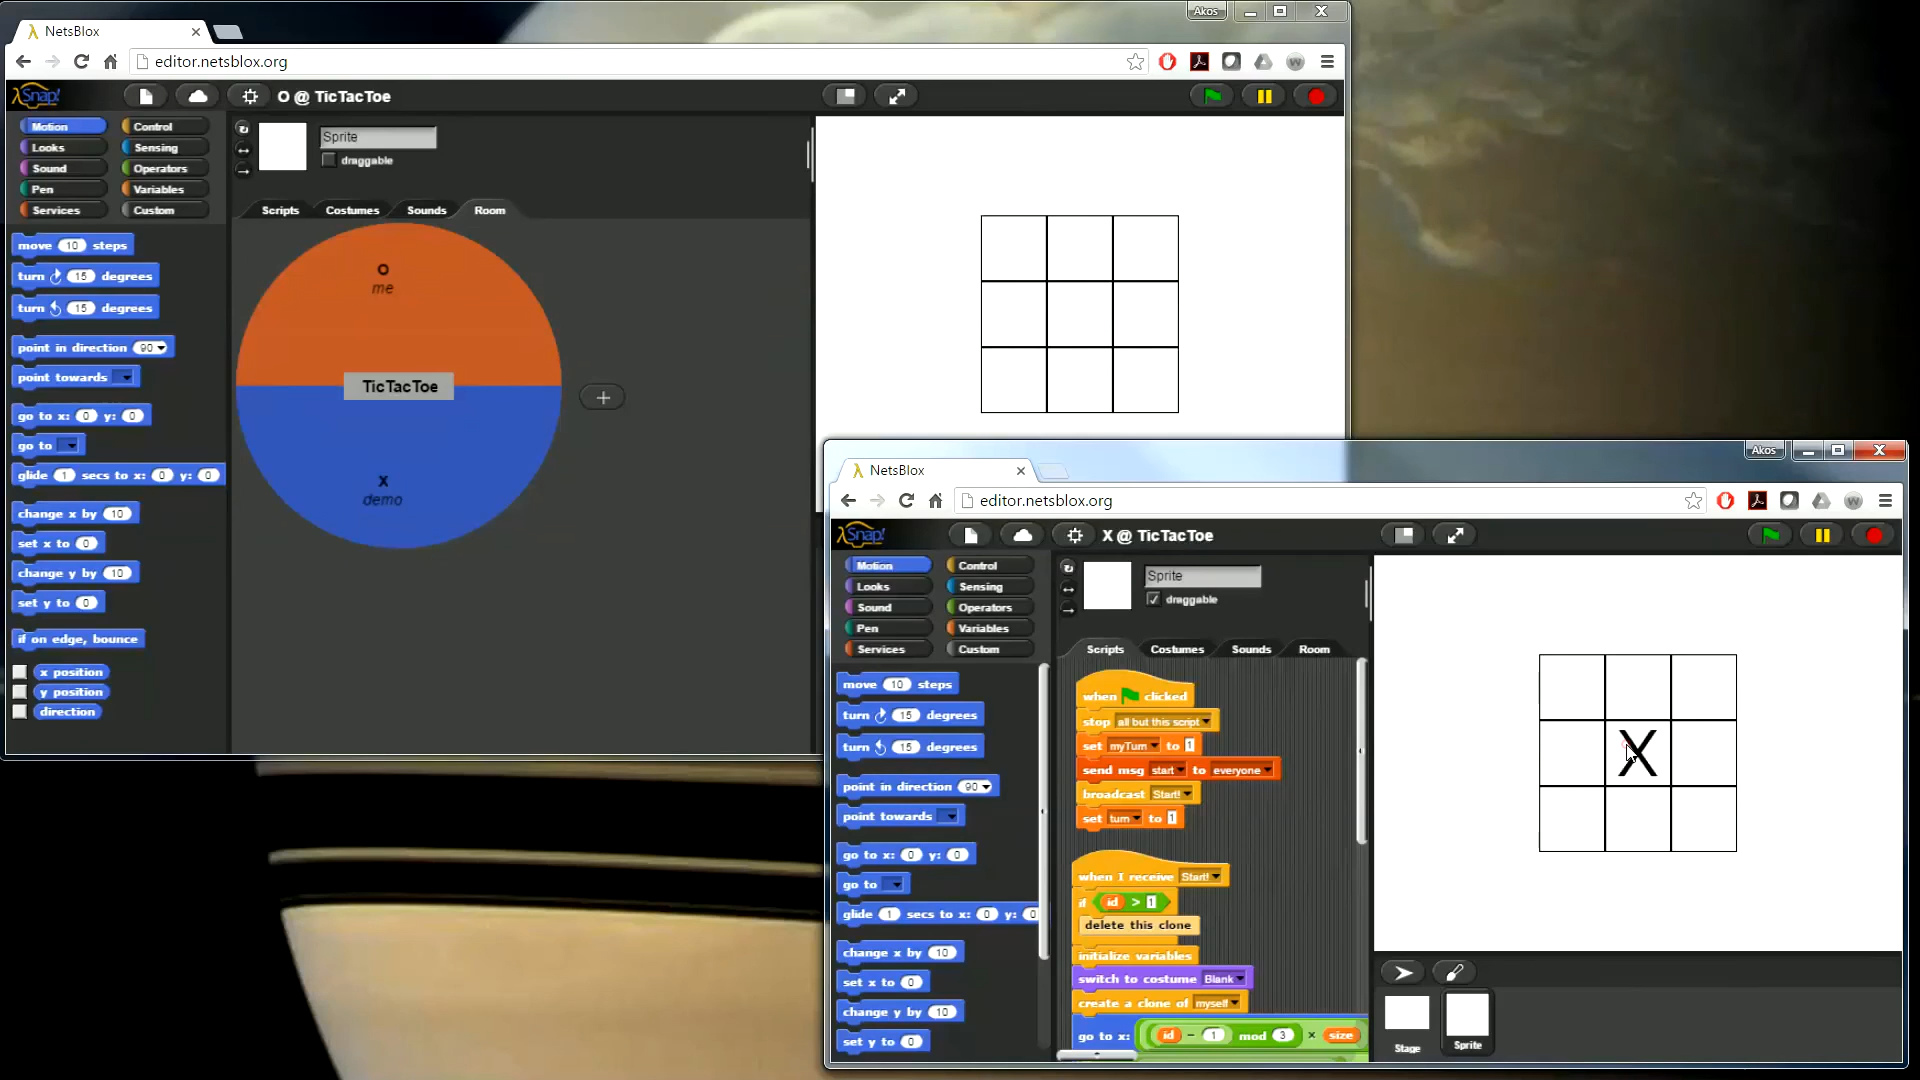 Akos
NetsBlox
editor.netsblox.org
Snap!
O @ TicTacToe
Motion
Control
Looks
Sensing
Sound
Operators
Pen
Variables
Services
Custom
Sprite
draggable
Scripts
Costumes
Sounds
Room
move 10 steps
turn 15 degrees
turn 15 degrees
point in direction 90
point towards
go to x: 0 y: 0
go to
glide 1 secs to x: 0 y: 0
change x by 10
set x to 0
change y by 10
set y to 0
if on edge, bounce
x position
y position
direction
O
me
TicTacToe
X
demo
+
Akos
NetsBlox
editor.netsblox.org
Snap!
X @ TicTacToe
Motion
Control
Looks
Sensing
Sound
Operators
Pen
Variables
Services
Custom
Sprite
draggable
Scripts
Costumes
Sounds
Room
move 10 steps
turn 15 degrees
turn 15 degrees
point in direction 90
point towards
go to x: 0 y: 0
go to
glide 1 secs to x: 0 y: 0
change x by 10
set x to 0
change y by 10
set y to 0
when clicked
stop all but this script
set myTurn to 1
send msg start to everyone
broadcast Start!
set turn to 1
when I receive Start!
if id > 1
delete this clone
initialize variables
switch to costume Blank
create a clone of myself
go to x: id - 1 mod 3 × size
X
Stage
Sprite